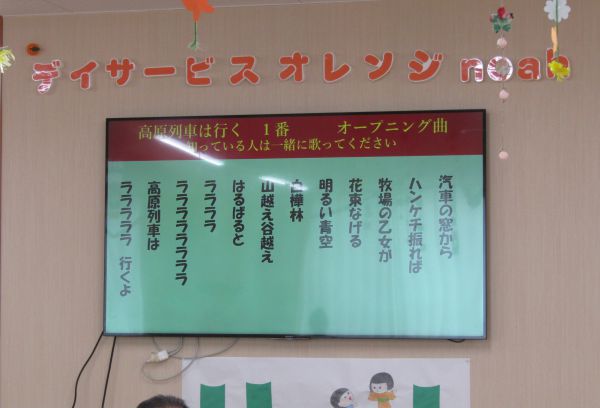 デイサービス オレンジ noah
高原列車は行く　１番　オープニング曲
知っている人は一緒に歌ってください
汽車の窓から
ハンケチ振れば
牧場の乙女が
花束なげる
明るい青空
白樺林
山越え谷越え
はるばると
ララララ
ララララララララ
高原列車は
ラララララ　行くよ